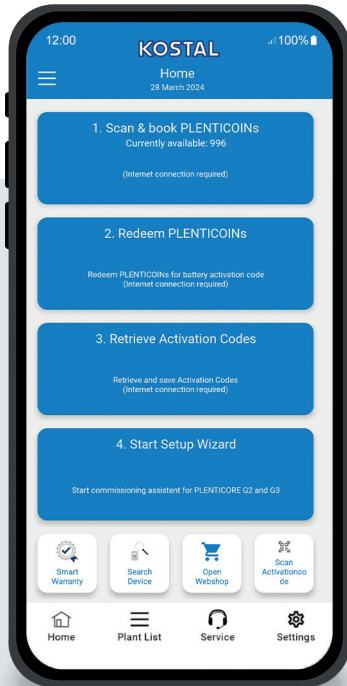 12:00
100%
KOSTAL
Home
28 March 2024
1. Scan & book PLENTICOINs
Currently available: 996
(Internet connection required)
2. Redeem PLENTICOINs
Redeem PLENTICOINs for battery activation code
(Internet connection required)
3. Retrieve Activation Codes
Retrieve and save Activation Codes
(Internet connection required)
4. Start Setup Wizard
Start commissioning assistent for PLENTICORE G2 and G3
Smart
Warranty
Search
Device
Open
Webshop
Scan
Activationco
de
Home
Plant List
Service
Settings